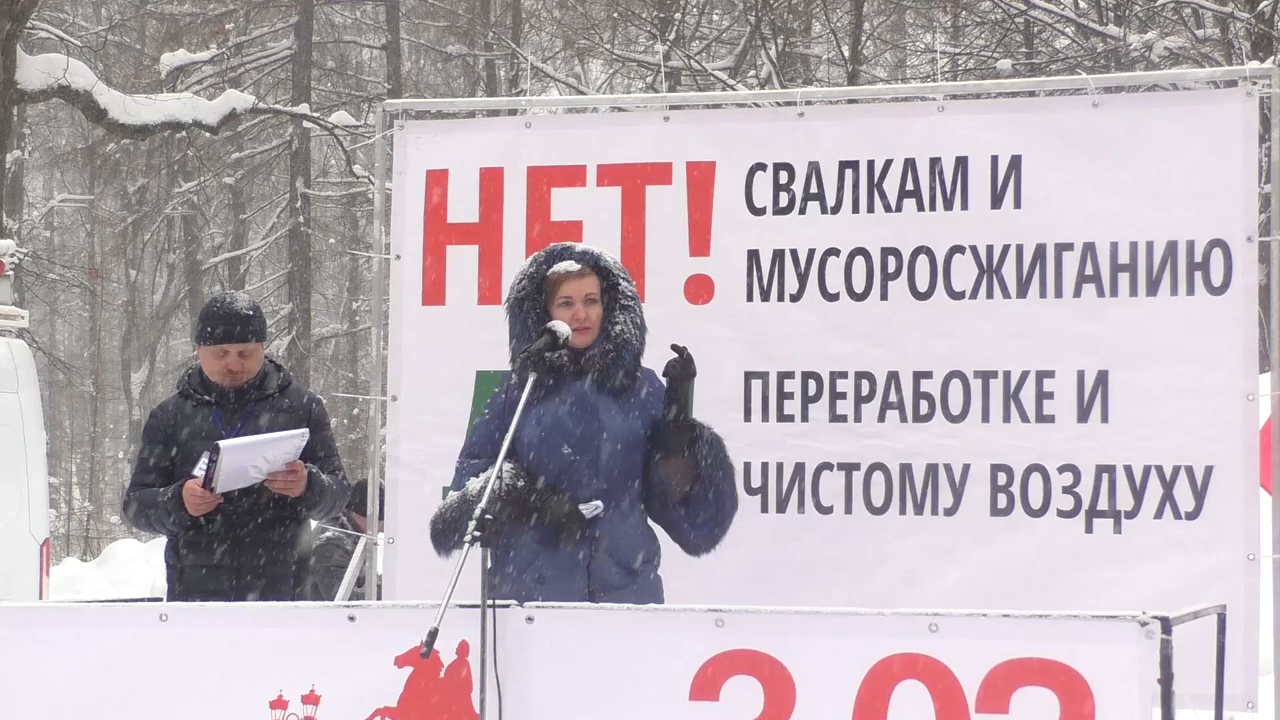 НЕТ!
СВАЛКАМ И
МУСОРОСЖИГАНИЮ
ПЕРЕРАБОТКЕ И
ЧИСТОМУ ВОЗДУХУ